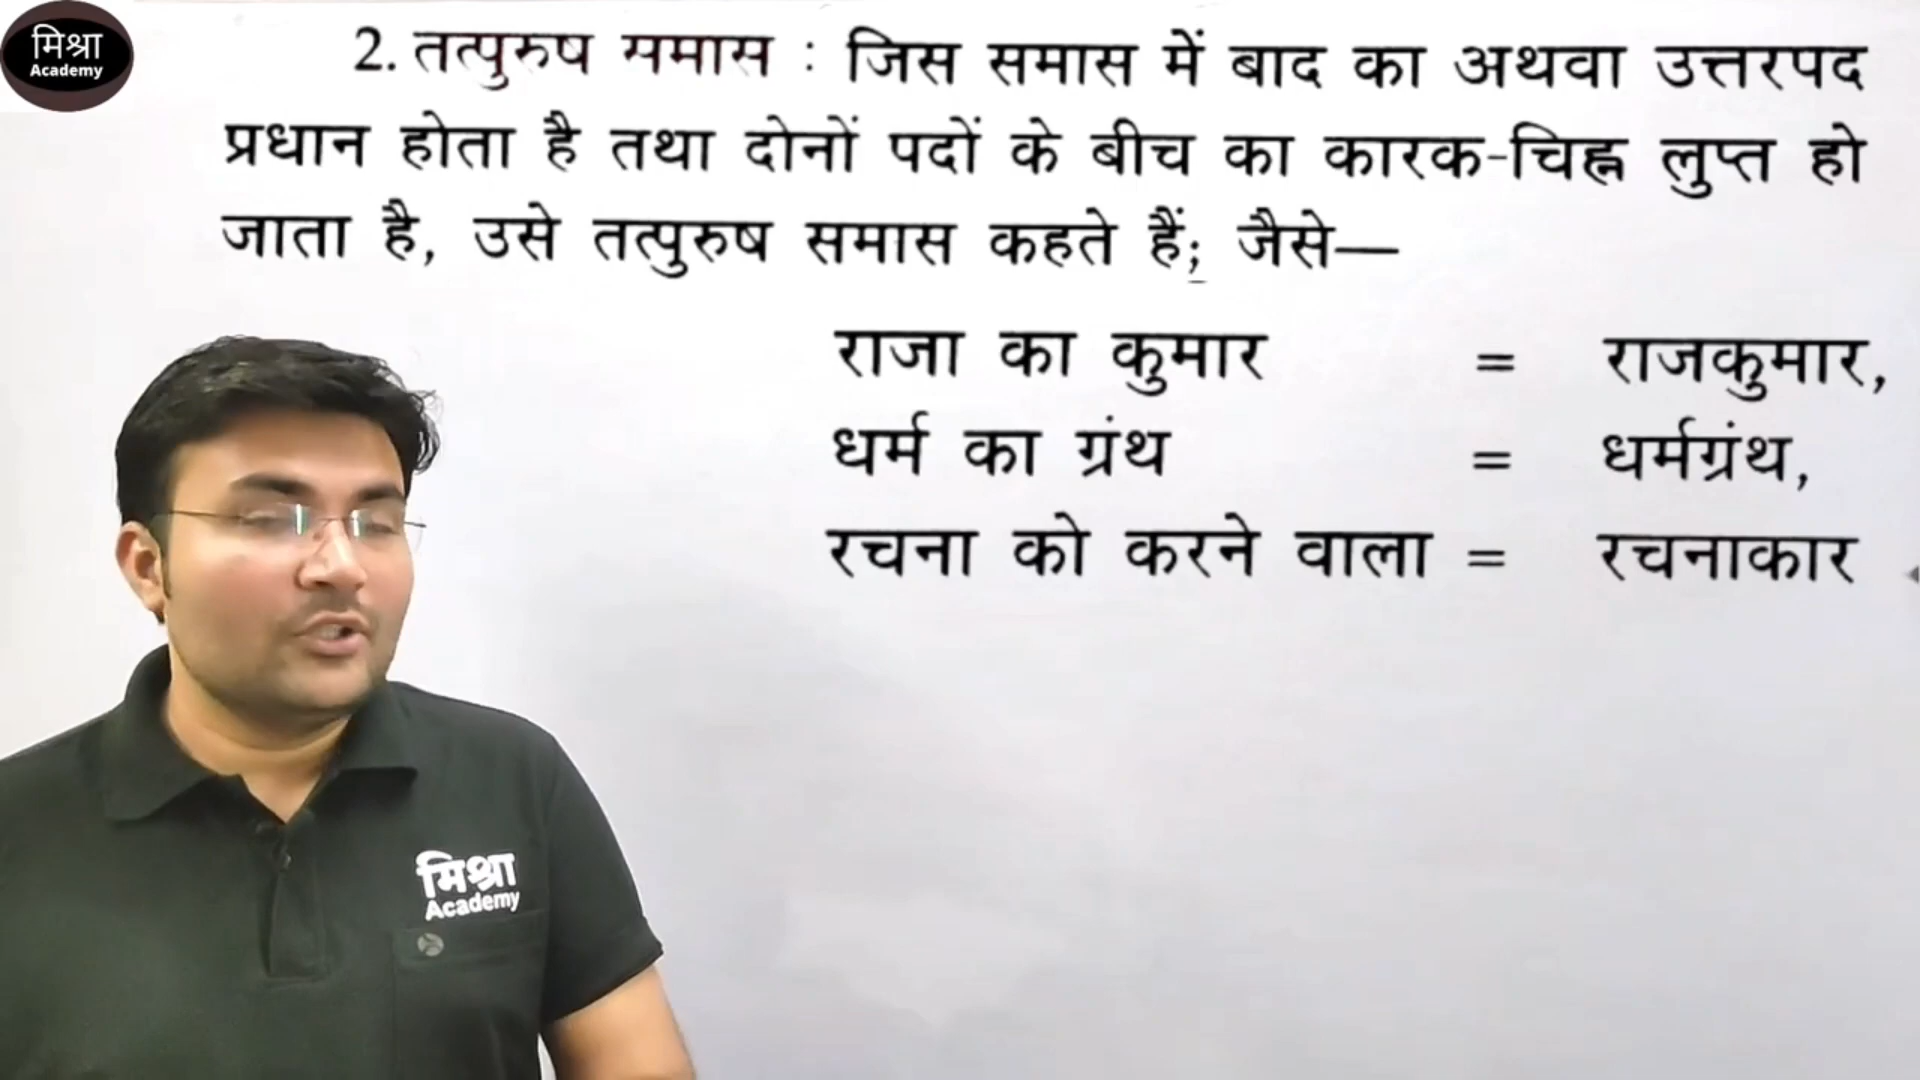 मिश्रा
Academy
2. तत्पुरुष समास : जिस समास में बाद का अथवा उत्तरपद
प्रधान होता है तथा दोनों पदों के बीच का कारक-चिह्न लुप्त हो
जाता है, उसे तत्पुरुष समास कहते हैं; जैसे—
राजा का कुमार = राजकुमार,
धर्म का ग्रंथ = धर्मग्रंथ,
रचना को करने वाला = रचनाकार
मिश्रा
Academy